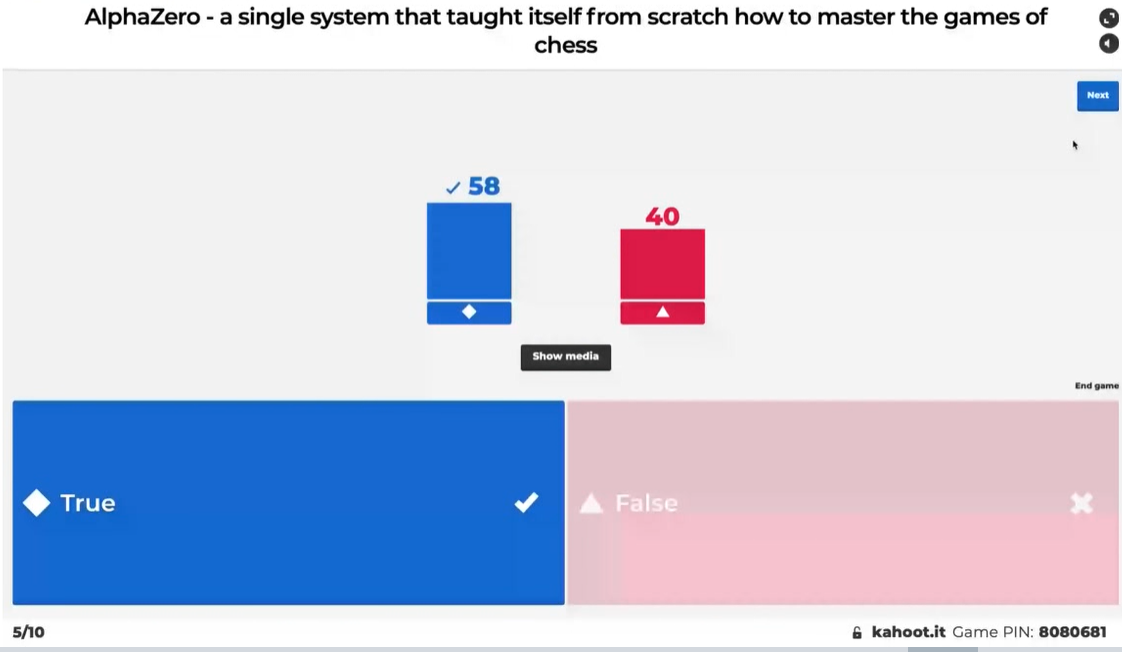 AlphaZero - a single system that taught itself from scratch how to master the games of
chess
Next
58
40
Show media
End game
True
False
5/10
kahoot.it Game PIN: 8080681